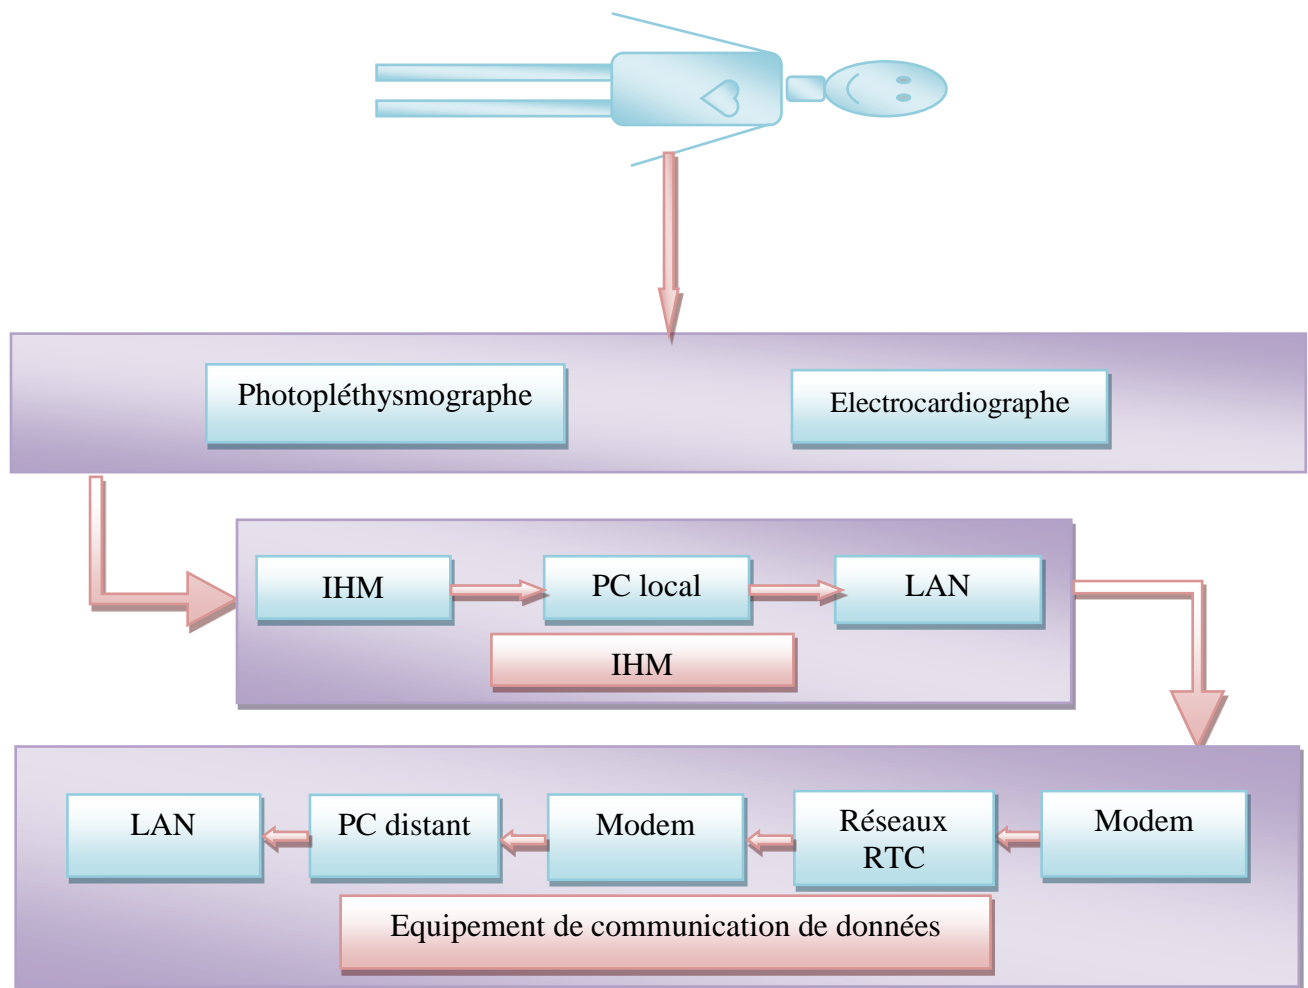 Photopléthysmographe
Electrocardiographe
IHM
PC local
LAN
IHM
LAN
PC distant
Modem
Réseaux
RTC
Modem
Equipement de communication de données